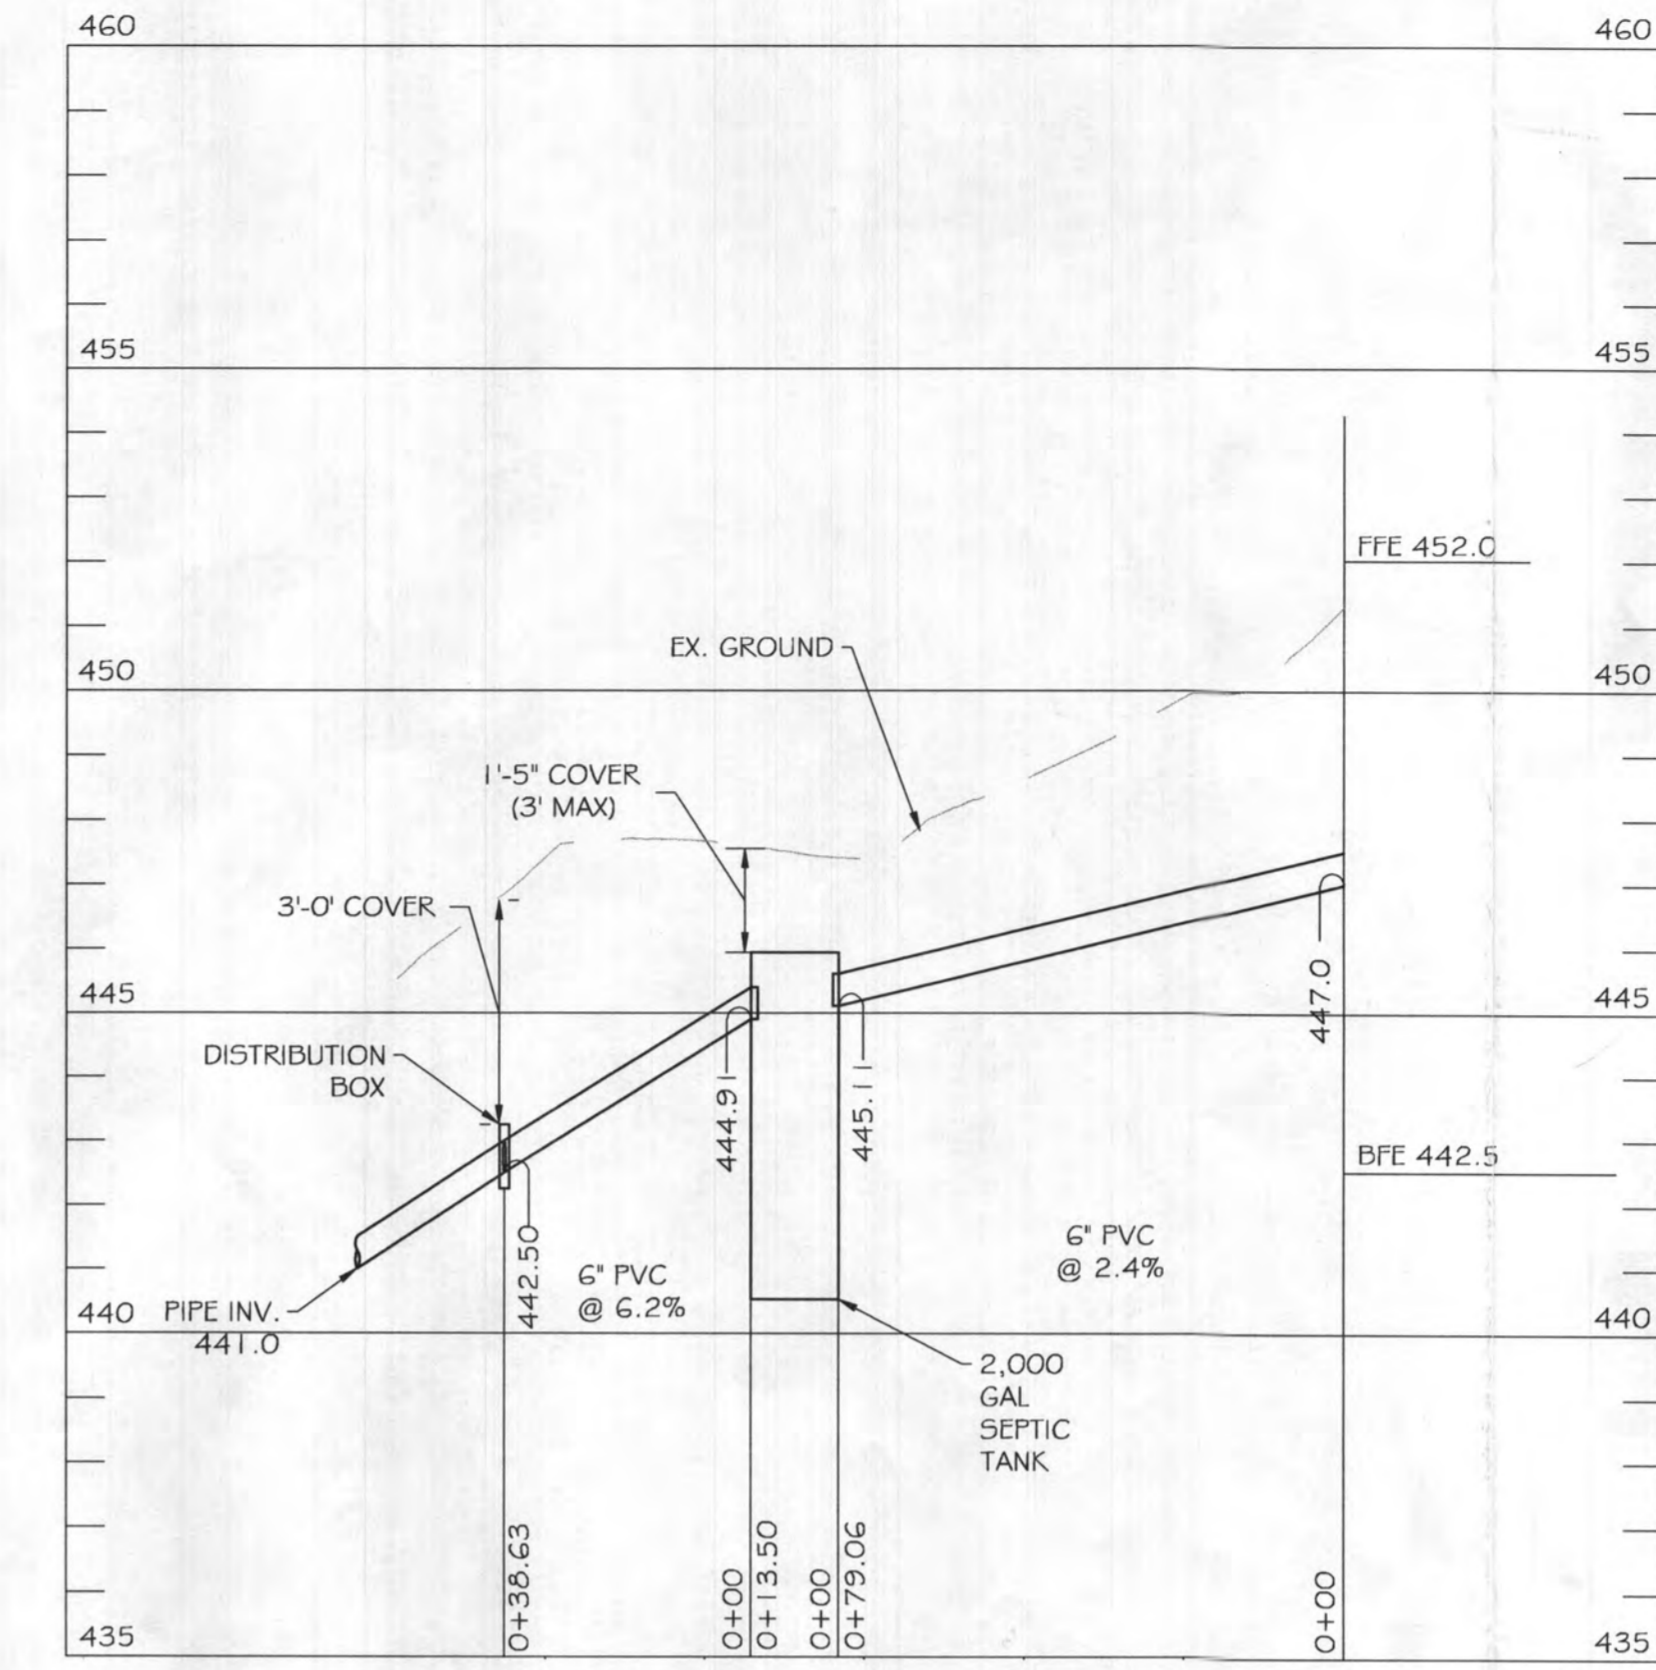 460
460
455
455
FFE 452.0
EX. GROUND
450
450
1'-5" COVER
(3' MAX)
3'-0' COVER
445
445
447.0
DISTRIBUTION
BOX
444.91
445.11
BFE 442.5
442.50
6" PVC
@ 6.2%
6" PVC
@ 2.4%
440
PIPE INV.
441.0
440
2,000
GAL
SEPTIC
TANK
0+38.63
0+00
0+13.50
0+00
0+79.06
0+00
435
435